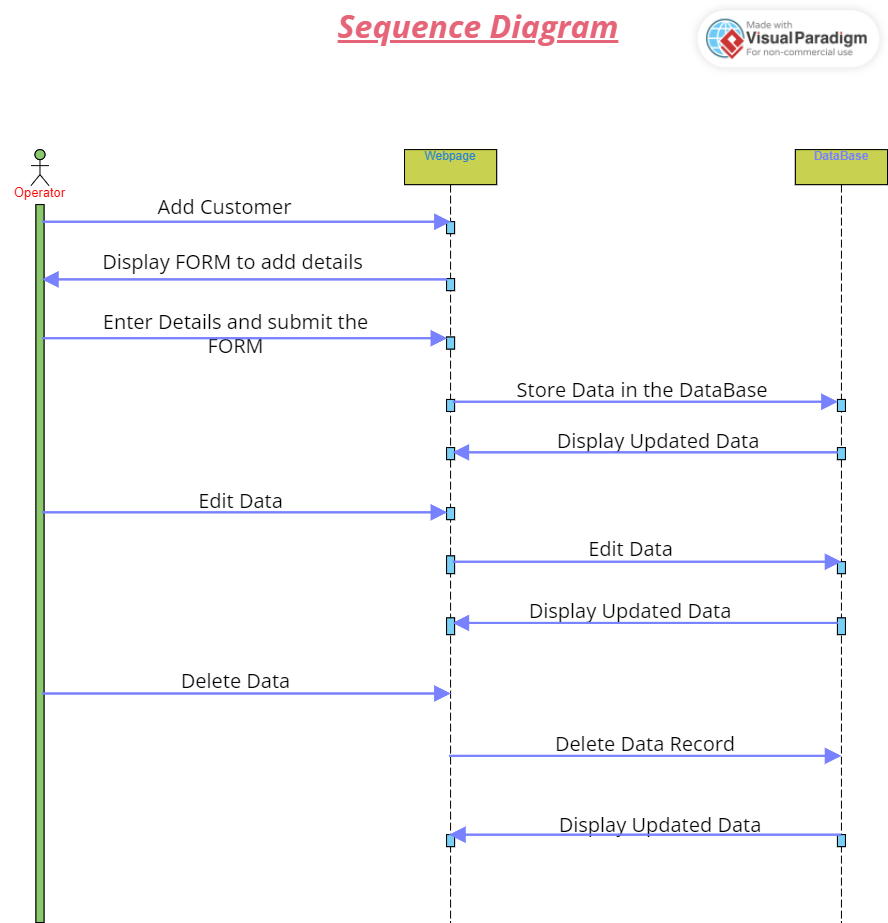 Sequence Diagram
Made with
VisualParadigm
For non-commercial use
Webpage
DataBase
Operator
Add Customer
Display FORM to add details
Enter Details and submit the
FORM
Store Data in the DataBase
Display Updated Data
Edit Data
Edit Data
Display Updated Data
Delete Data
Delete Data Record
Display Updated Data